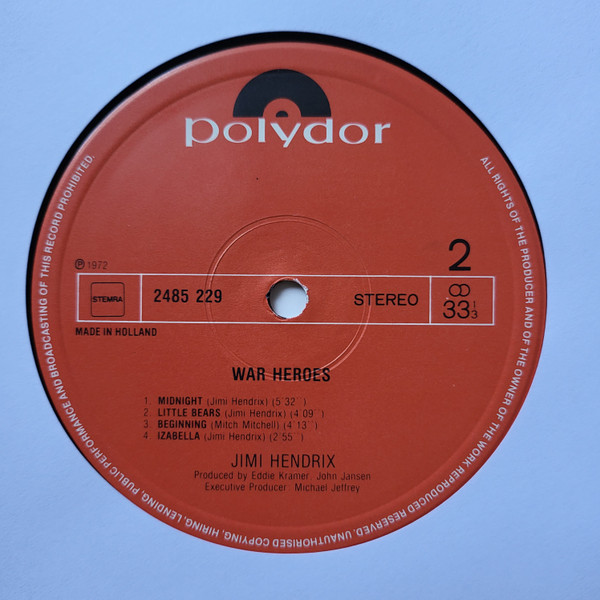 polydor
ALL RIGHTS OF THE PRODUCER AND OF THE OWNER OF THE WORK REPRODUCED RESERVED. UNAUTHORISED COPYING, HIRING, LENDING, PUBLIC PERFORMANCE AND BROADCASTING OF THIS RECORD PROHIBITED.
℗ 1972
2
STEMRA
2485 229
STEREO
33 1/3
MADE IN HOLLAND
WAR HEROES
1. MIDNIGHT (Jimi Hendrix) (5'32'')
2. LITTLE BEARS (Jimi Hendrix) (4'09'')
3. BEGINNING (Mitch Mitchell) (4'13'')
4. IZABELLA (Jimi Hendrix) (2'55'')
JIMI HENDRIX
Produced by Eddie Kramer, John Jansen
Executive Producer: Michael Jeffrey